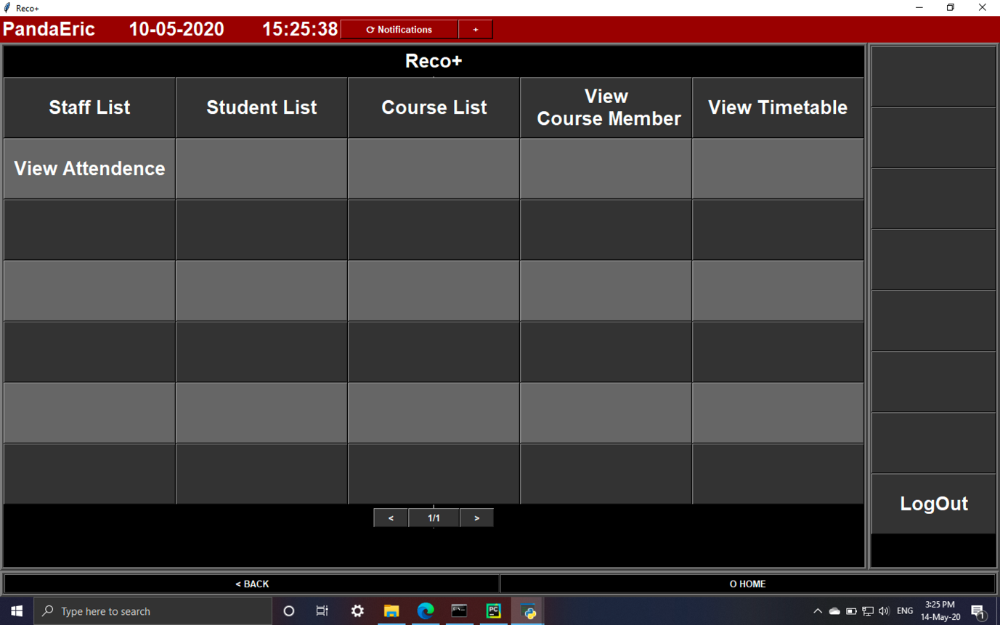 Reco+
PandaEric 10-05-2020 15:25:38 ⟳ Notifications +
Reco+
Staff List Student List Course List View Course Member View Timetable
View Attendence
LogOut
< 1/1 >
< BACK O HOME
Type here to search ENG 3:25 PM
14-May-20 1